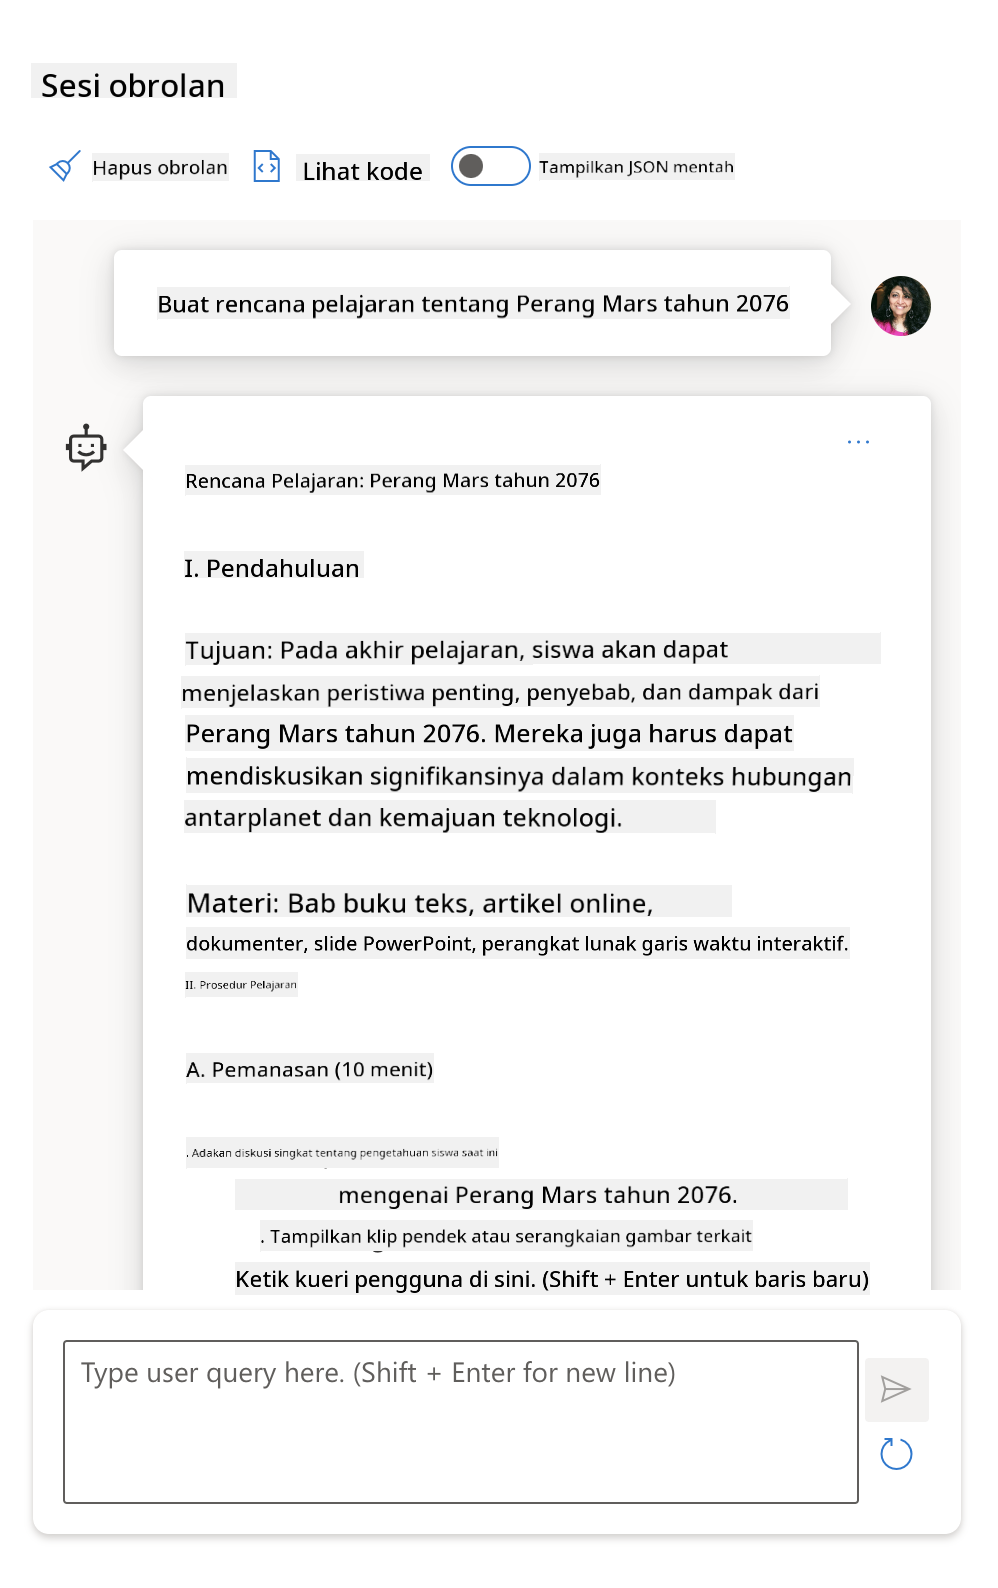 Sesi obrolan
Hapus obrolan
Lihat kode
Tampilkan JSON mentah
Buat rencana pelajaran tentang Perang Mars tahun 2076
...
Rencana Pelajaran: Perang Mars tahun 2076
I. Pendahuluan
Tujuan: Pada akhir pelajaran, siswa akan dapat
menjelaskan peristiwa penting, penyebab, dan dampak dari
Perang Mars tahun 2076. Mereka juga harus dapat
mendiskusikan signifikansinya dalam konteks hubungan
antarplanet dan kemajuan teknologi.
Materi: Bab buku teks, artikel online,
dokumenter, slide PowerPoint, perangkat lunak garis waktu interaktif.
II. Prosedur Pelajaran
A. Pemanasan (10 menit)
. Adakan diskusi singkat tentang pengetahuan siswa saat ini
mengenai Perang Mars tahun 2076.
. Tampilkan klip pendek atau serangkaian gambar terkait
Ketik kueri pengguna di sini. (Shift + Enter untuk baris baru)
Type user query here. (Shift + Enter for new line)